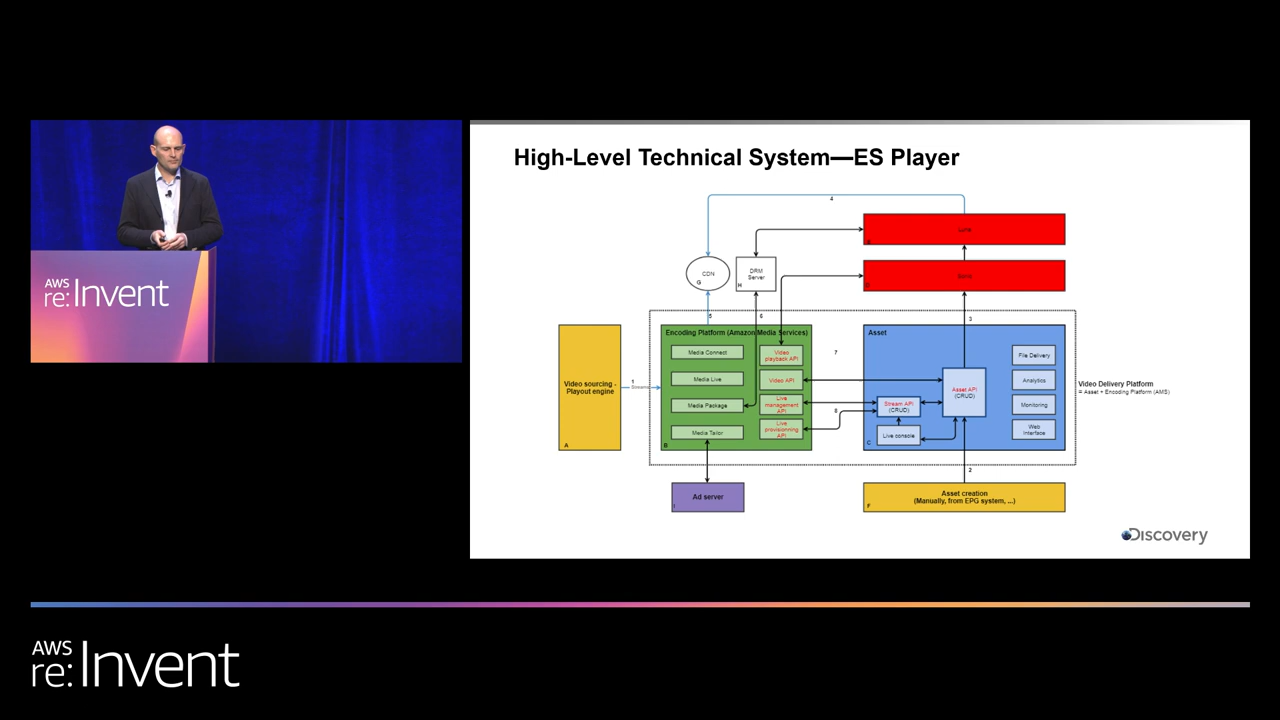 AWS
re:Invent
High-Level Technical System—ES Player
4
CDN
G
DRM
Server
H
5
6
3
Encoding Platform (Amazon Media Services)
Media Connect
Media Live
Media Package
Media Tailor
B
Video
playback API
Video API
Live
management
API
Live
provisionning
API
7
8
Asset
File Delivery
Analytics
Monitoring
Web
Interface
Asset API
(CRUD)
Stream API
(CRUD)
Live console
C
Video sourcing -
Playout engine
A
1
Streams
Video Delivery Platform
= Asset + Encoding Platform (AMS)
2
Ad server
I
Asset creation
(Manually, from EPG system, ...)
F
Discovery
AWS
re:Invent